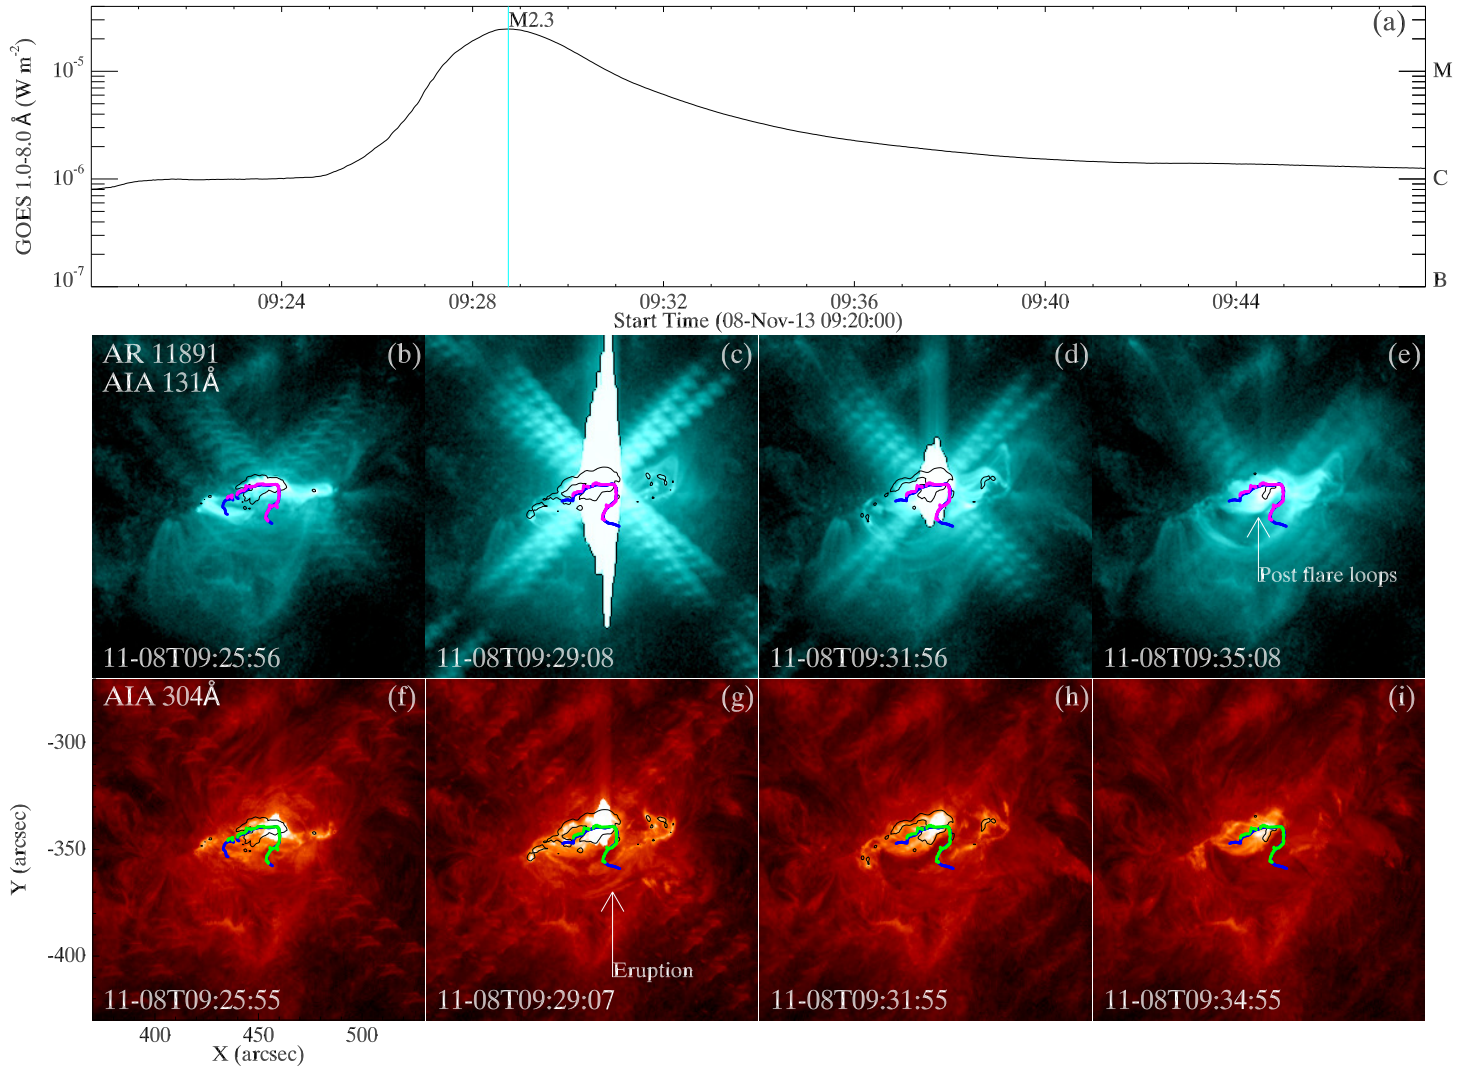 M2.3
(a)
GOES 1.0-8.0 Å (W m⁻²)
10⁻⁵
10⁻⁶
10⁻⁷
M
C
B
09:24
09:28
09:32
09:36
09:40
09:44
Start Time (08-Nov-13 09:20:00)
AR 11891
AIA 131Å
(b)
11-08T09:25:56
(c)
11-08T09:29:08
(d)
11-08T09:31:56
(e)
Post flare loops
11-08T09:35:08
AIA 304Å
(f)
11-08T09:25:55
(g)
Eruption
11-08T09:29:07
(h)
11-08T09:31:55
(i)
11-08T09:34:55
-300
-350
-400
Y (arcsec)
400
450
500
X (arcsec)